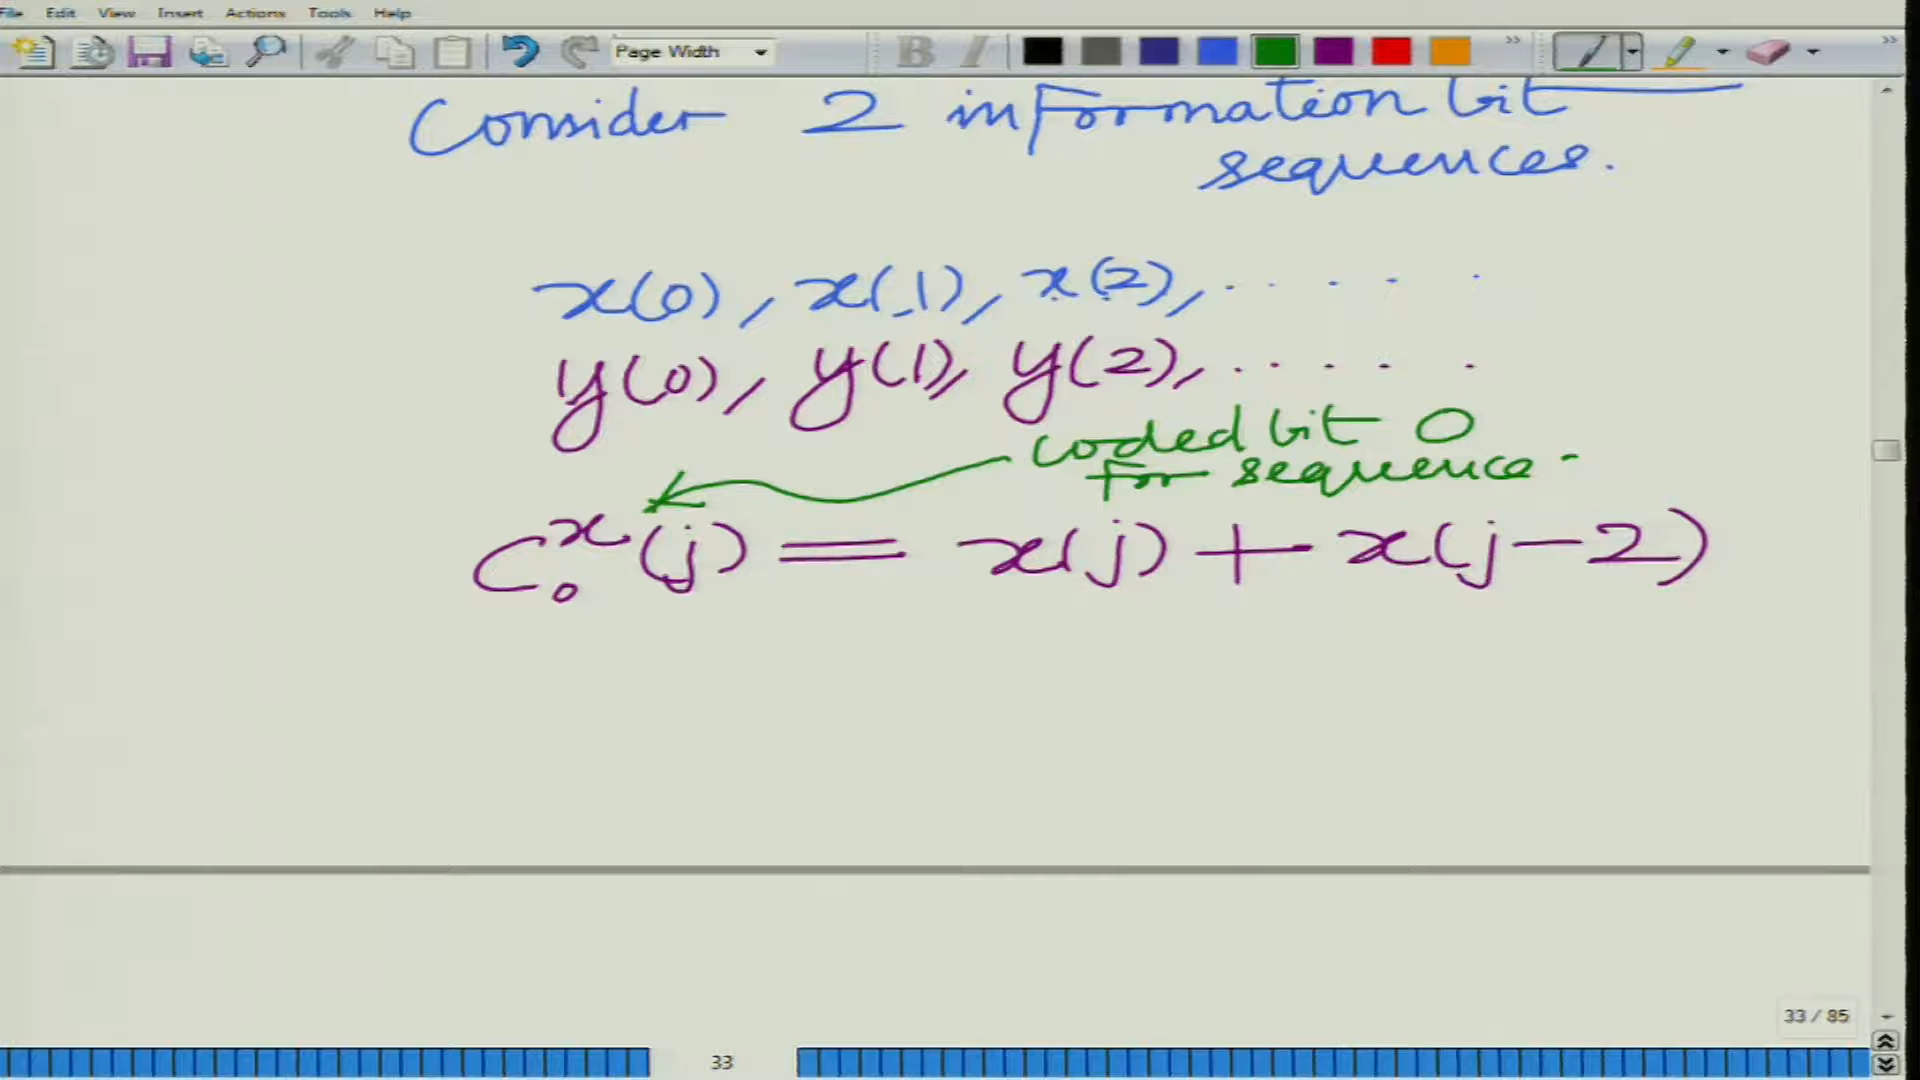 File Edit View Insert Actions Tools Help
Page Width
B I
Consider 2 information bit
sequences.
x(0), x(1), x(2), . . . . .
y(0), y(1), y(2), . . . . .
coded bit 0
for sequence
C₀ˣ(j) = x(j) + x(j-2)
33 / 85
33